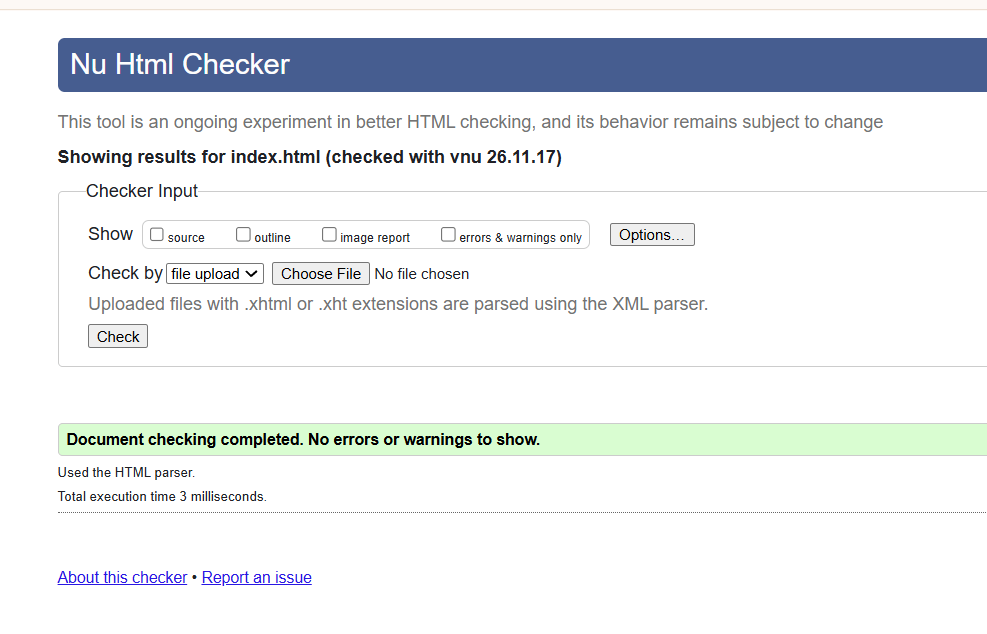 Nu Html Checker
This tool is an ongoing experiment in better HTML checking, and its behavior remains subject to change
Showing results for index.html (checked with vnu 26.11.17)
Checker Input
Show source outline image report errors & warnings only Options...
Check by file upload Choose File No file chosen
Uploaded files with .xhtml or .xht extensions are parsed using the XML parser.
Check
Document checking completed. No errors or warnings to show.
Used the HTML parser.
Total execution time 3 milliseconds.
About this checker • Report an issue